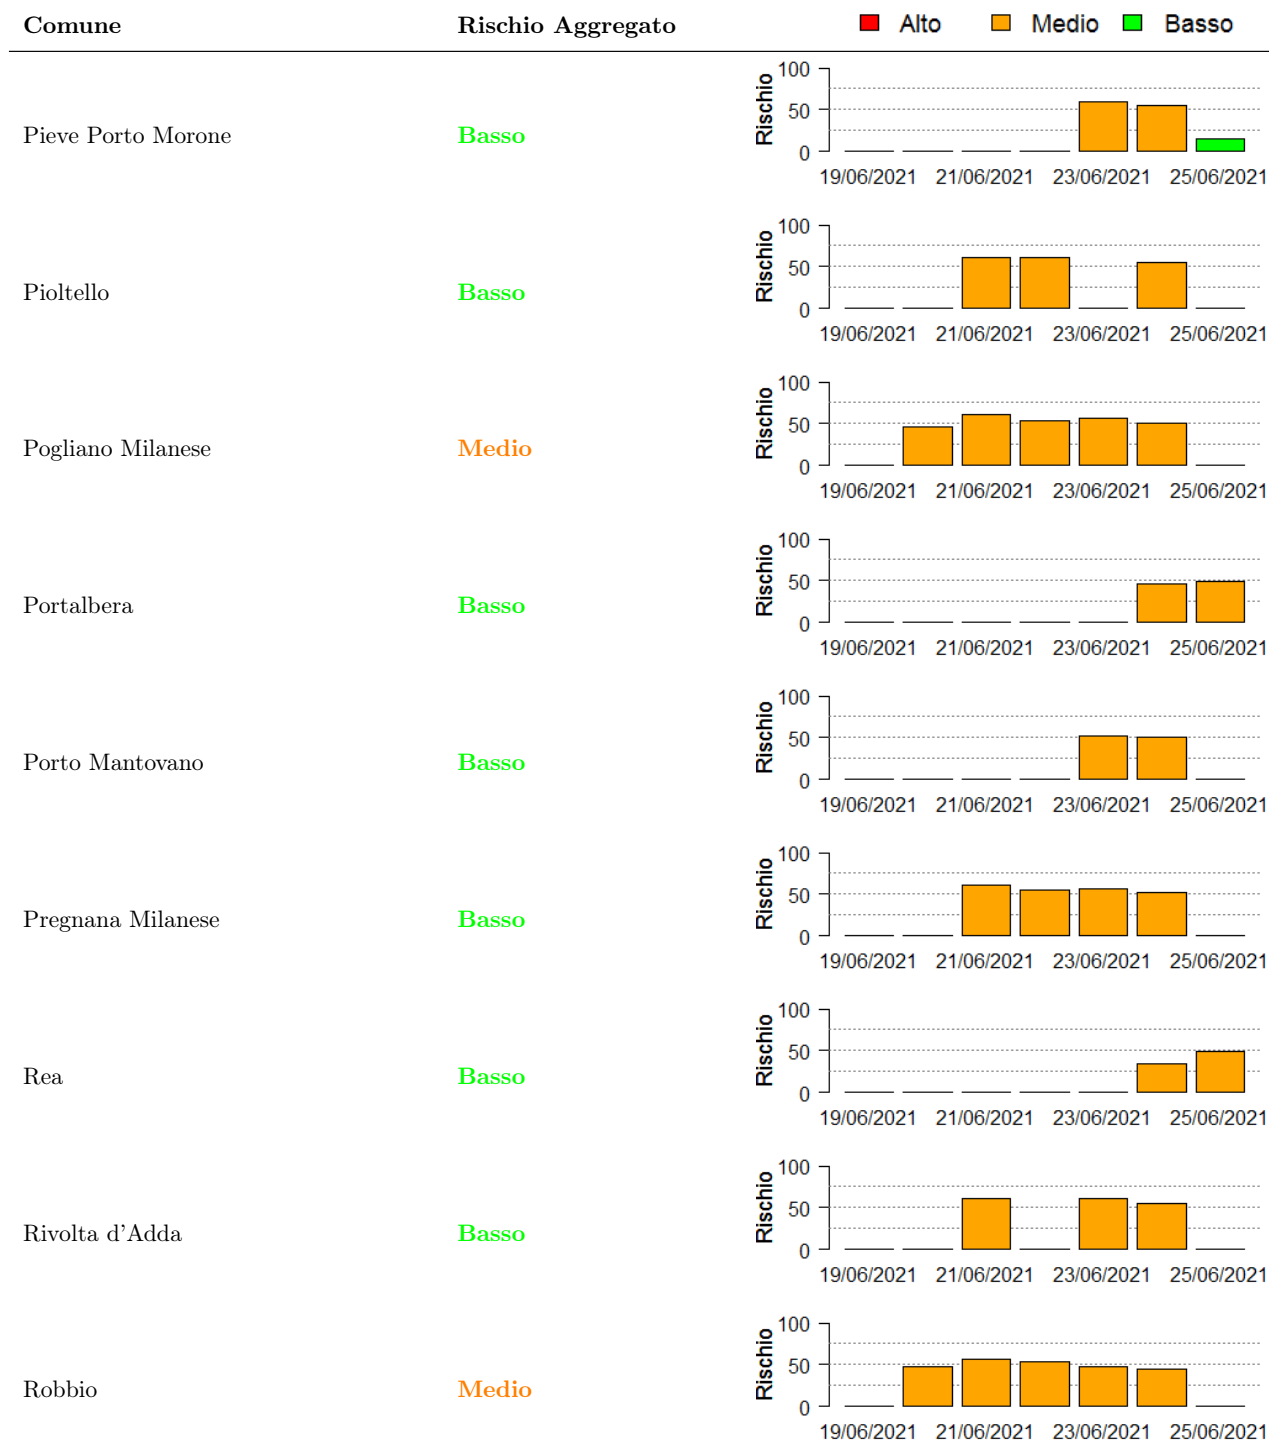 Comune Rischio Aggregato Alto Medio Basso
Pieve Porto Morone Basso
Rischio
100
50
0
19/06/2021 21/06/2021 23/06/2021 25/06/2021
Pioltello Basso
Rischio
100
50
0
19/06/2021 21/06/2021 23/06/2021 25/06/2021
Pogliano Milanese Medio
Rischio
100
50
0
19/06/2021 21/06/2021 23/06/2021 25/06/2021
Portalbera Basso
Rischio
100
50
0
19/06/2021 21/06/2021 23/06/2021 25/06/2021
Porto Mantovano Basso
Rischio
100
50
0
19/06/2021 21/06/2021 23/06/2021 25/06/2021
Pregnana Milanese Basso
Rischio
100
50
0
19/06/2021 21/06/2021 23/06/2021 25/06/2021
Rea Basso
Rischio
100
50
0
19/06/2021 21/06/2021 23/06/2021 25/06/2021
Rivolta d'Adda Basso
Rischio
100
50
0
19/06/2021 21/06/2021 23/06/2021 25/06/2021
Robbio Medio
Rischio
100
50
0
19/06/2021 21/06/2021 23/06/2021 25/06/2021